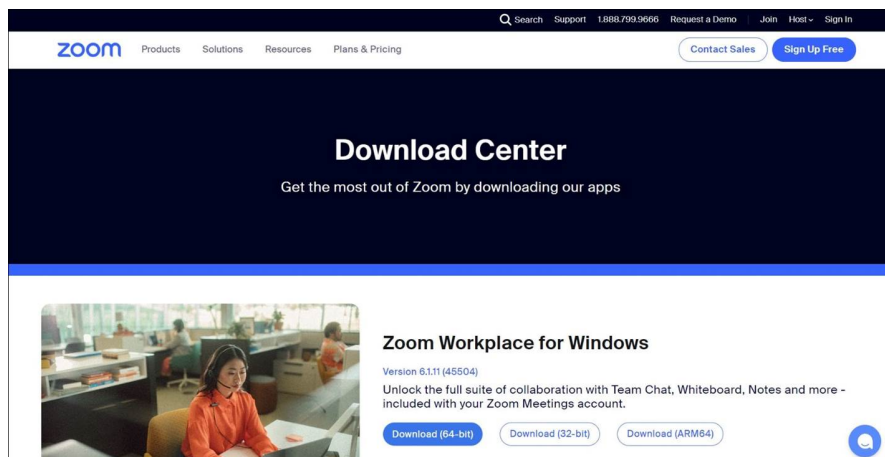 Search Support 1.888.799.9666 Request a Demo Join Host Sign In
zoom Products Solutions Resources Plans & Pricing Contact Sales Sign Up Free
Download Center
Get the most out of Zoom by downloading our apps
Zoom Workplace for Windows
Version 6.1.11 (45504)
Unlock the full suite of collaboration with Team Chat, Whiteboard, Notes and more -
included with your Zoom Meetings account.
Download (64-bit) Download (32-bit) Download (ARM64)